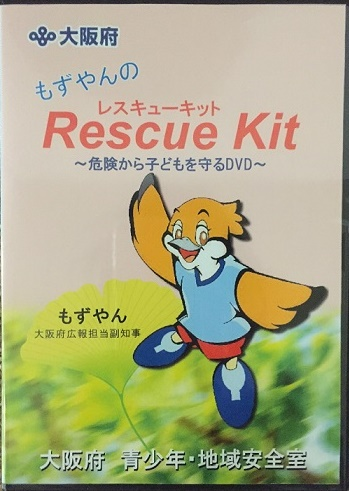 大阪府
もずやんの
レスキューキット
Rescue Kit
～危険から子どもを守るDVD～
もずやん
大阪府広報担当副知事
大阪府 青少年・地域安全室